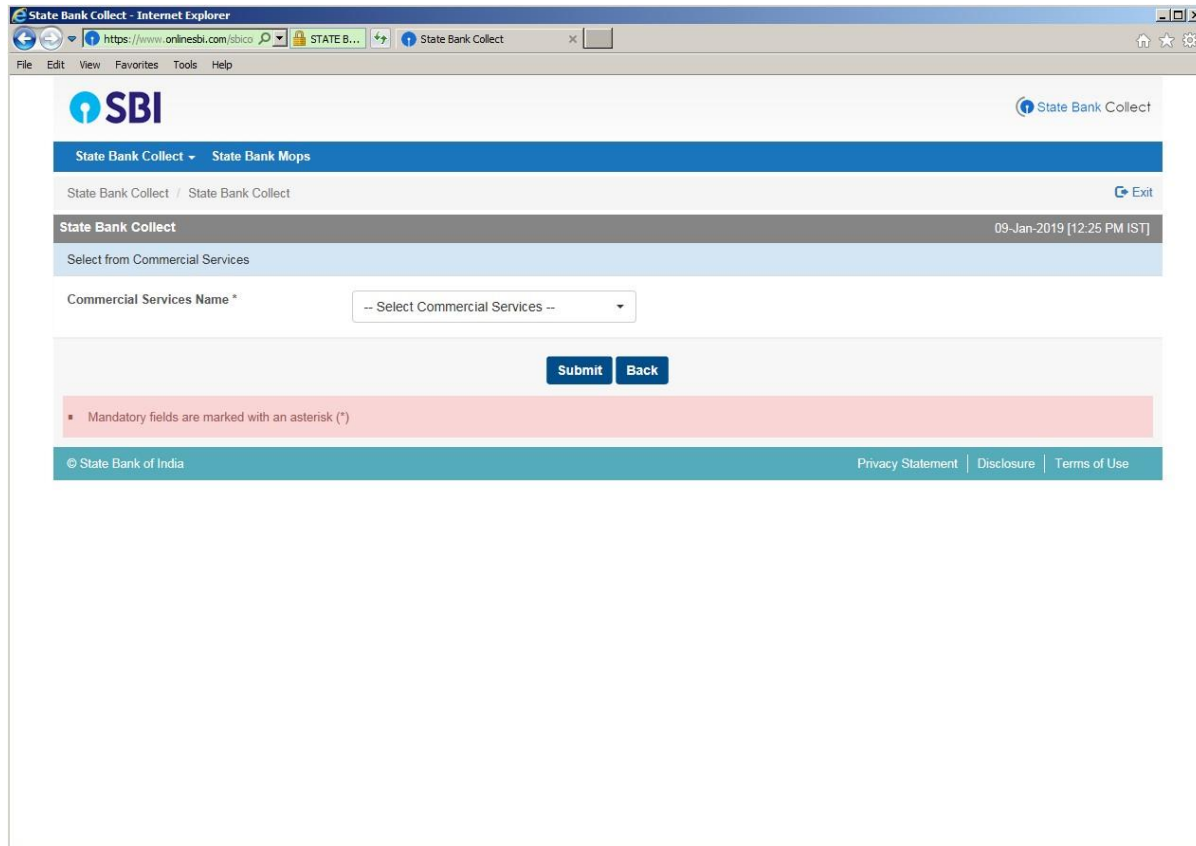 State Bank Collect - Internet Explorer
https://www.onlinesbi.com/sbico STATE B... State Bank Collect
File Edit View Favorites Tools Help
SBI
State Bank Collect
State Bank Collect State Bank Mops
State Bank Collect / State Bank Collect Exit
State Bank Collect 09-Jan-2019 [12:25 PM IST]
Select from Commercial Services
Commercial Services Name * -- Select Commercial Services --
Submit Back
Mandatory fields are marked with an asterisk (*)
© State Bank of India Privacy Statement Disclosure Terms of Use